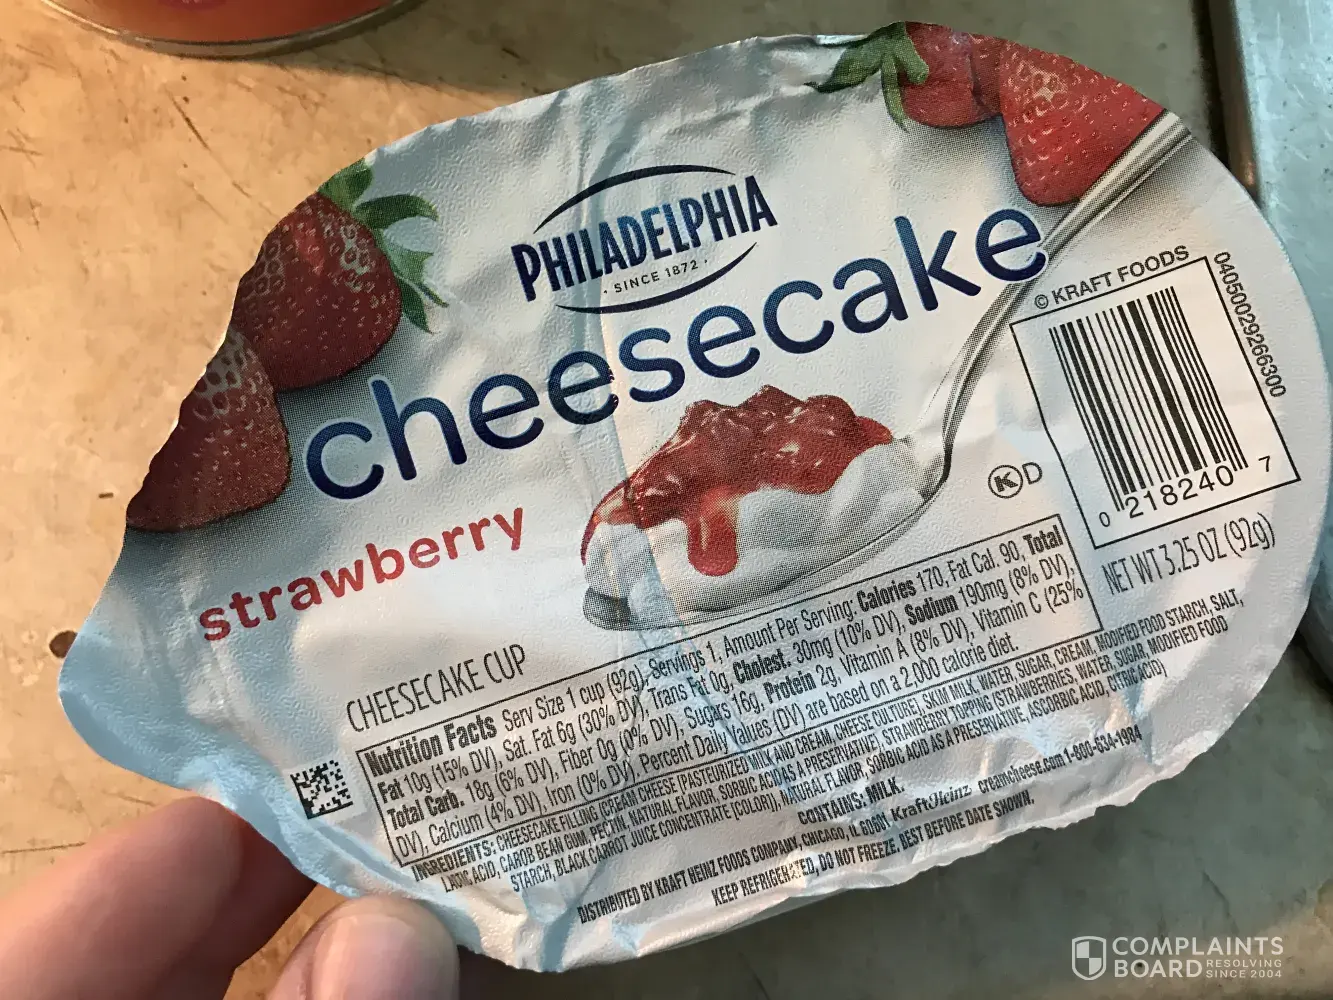 PHILADELPHIA
· SINCE 1872 ·
cheesecake
strawberry
© KRAFT FOODS
04050029266300
0 218240 7
K D
NET WT 3.25 OZ (92g)
CHEESECAKE CUP
Nutrition Facts Serv Size 1 cup (92g), Servings 1, Amount Per Serving: Calories 170, Fat Cal. 90, Total
Fat 10g (15% DV), Sat. Fat 6g (30% DV), Trans Fat 0g, Cholest. 30mg (10% DV), Sodium 190mg (8% DV),
Total Carb. 18g (6% DV), Fiber 0g (0% DV), Sugars 16g, Protein 2g, Vitamin A (8% DV), Vitamin C (25%
DV), Calcium (4% DV), Iron (0% DV). Percent Daily Values (DV) are based on a 2,000 calorie diet.
INGREDIENTS: CHEESECAKE FILLING (CREAM CHEESE [PASTEURIZED MILK AND CREAM, CHEESE CULTURE], SKIM MILK, WATER, SUGAR, CREAM, MODIFIED FOOD STARCH, SALT,
LACTIC ACID, CAROB BEAN GUM, PECTIN, NATURAL FLAVOR, SORBIC ACID AS A PRESERVATIVE), STRAWBERRY TOPPING (STRAWBERRIES, WATER, SUGAR, MODIFIED FOOD
STARCH, BLACK CARROT JUICE CONCENTRATE [COLOR]), NATURAL FLAVOR, SORBIC ACID AS A PRESERVATIVE, ASCORBIC ACID, CITRIC ACID)
CONTAINS: MILK.
DISTRIBUTED BY KRAFT HEINZ FOODS COMPANY, CHICAGO, IL 60601, KraftHeinz creamcheese.com 1-800-634-1984
KEEP REFRIGERATED, DO NOT FREEZE. BEST BEFORE DATE SHOWN.
COMPLAINTS
BOARD RESOLVING
SINCE 2004